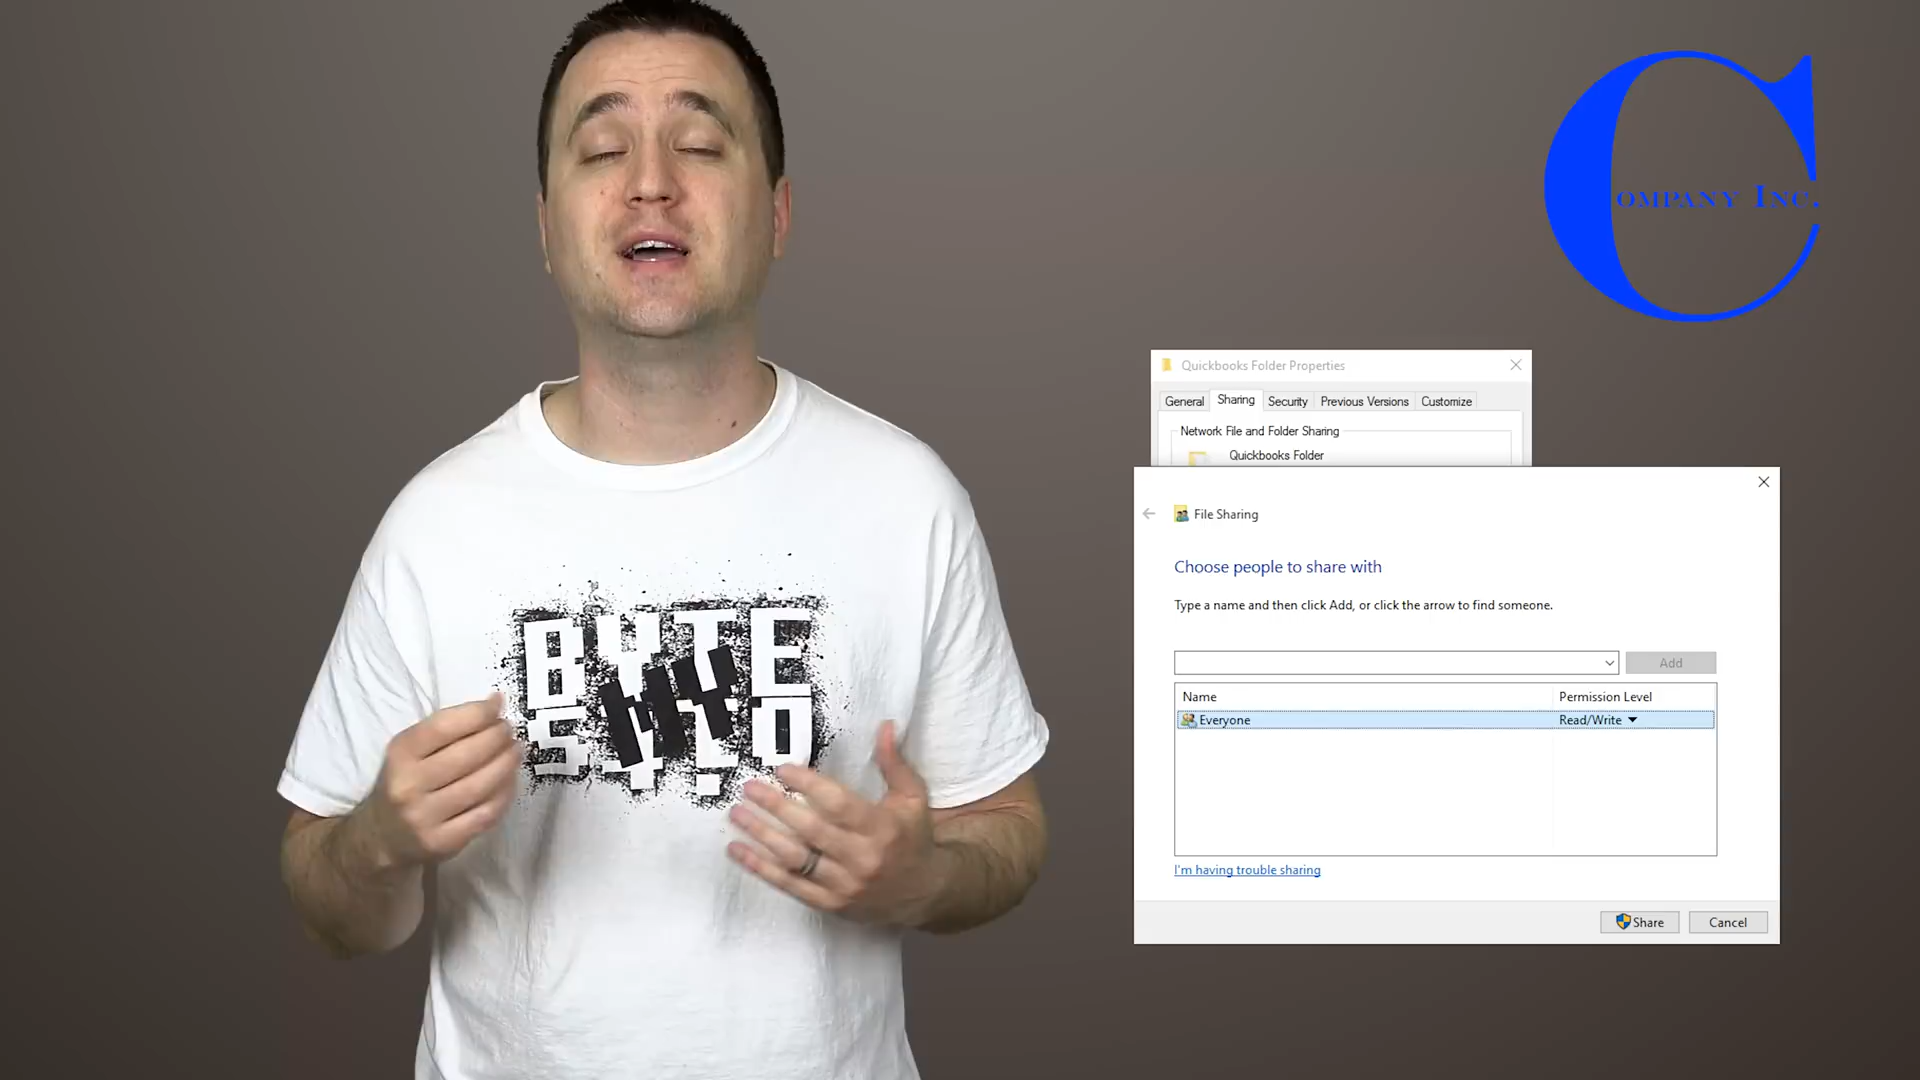 COMPANY INC.
Quickbooks Folder Properties
General Sharing Security Previous Versions Customize
Network File and Folder Sharing
Quickbooks Folder
File Sharing
Choose people to share with
Type a name and then click Add, or click the arrow to find someone.
Add
Name Permission Level
Everyone Read/Write
I'm having trouble sharing
Share Cancel
BYTE
MY